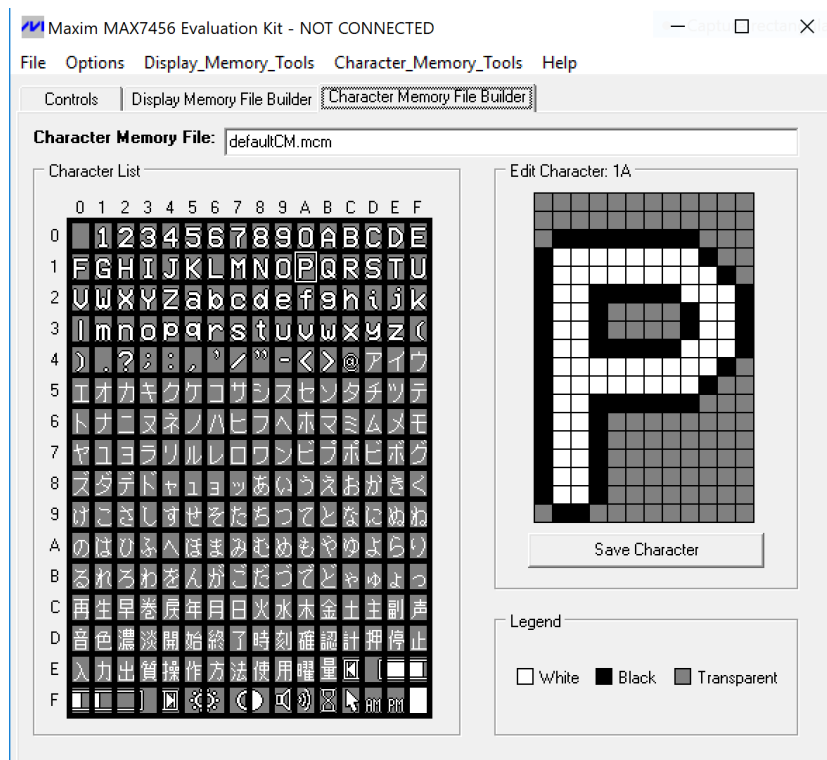 Maxim MAX7456 Evaluation Kit - NOT CONNECTED
File Options Display_Memory_Tools Character_Memory_Tools Help
Controls Display Memory File Builder Character Memory File Builder
Character Memory File: defaultCM.mcm
Character List
0 1 2 3 4 5 6 7 8 9 A B C D E F
0 1 2 3 4 5 6 7 8 9 0 A B C D E
1 F G H I J K L M N O P Q R S T U
2 V W X Y Z a b c d e f g h i j k
3 l m n o p q r s t u v w x y z (
4 ) . ? ; : , ' / " - < > @ ア イ ウ
5 エ オ カ キ ク ケ コ サ シ ス セ ソ タ チ ツ テ
6 ト ナ ニ ヌ ネ ノ ハ ヒ フ ヘ ホ マ ミ ム メ モ
7 ヤ ユ ヨ ラ リ ル レ ロ ワ ン ビ プ ポ ビ ボ グ
8 ズ ダ デ ド ャ ュ ョ ッ あ い う え お か き く
9 け こ さ し す せ そ た ち つ て と な に ぬ ね
A の は ひ ふ へ ほ ま み む め も や ゆ よ ら り
B る れ ろ わ を ん が ご だ づ で ど ゃ ゅ ょ っ
C 再 生 早 巻 戻 年 月 日 火 水 木 金 土 主 副 声
D 音 色 濃 淡 開 始 終 了 時 刻 確 認 計 押 停 止
E 入 力 出 質 操 作 方 法 使 用 曜 量
F AM PM
Edit Character: 1A
Save Character
Legend
White Black Transparent